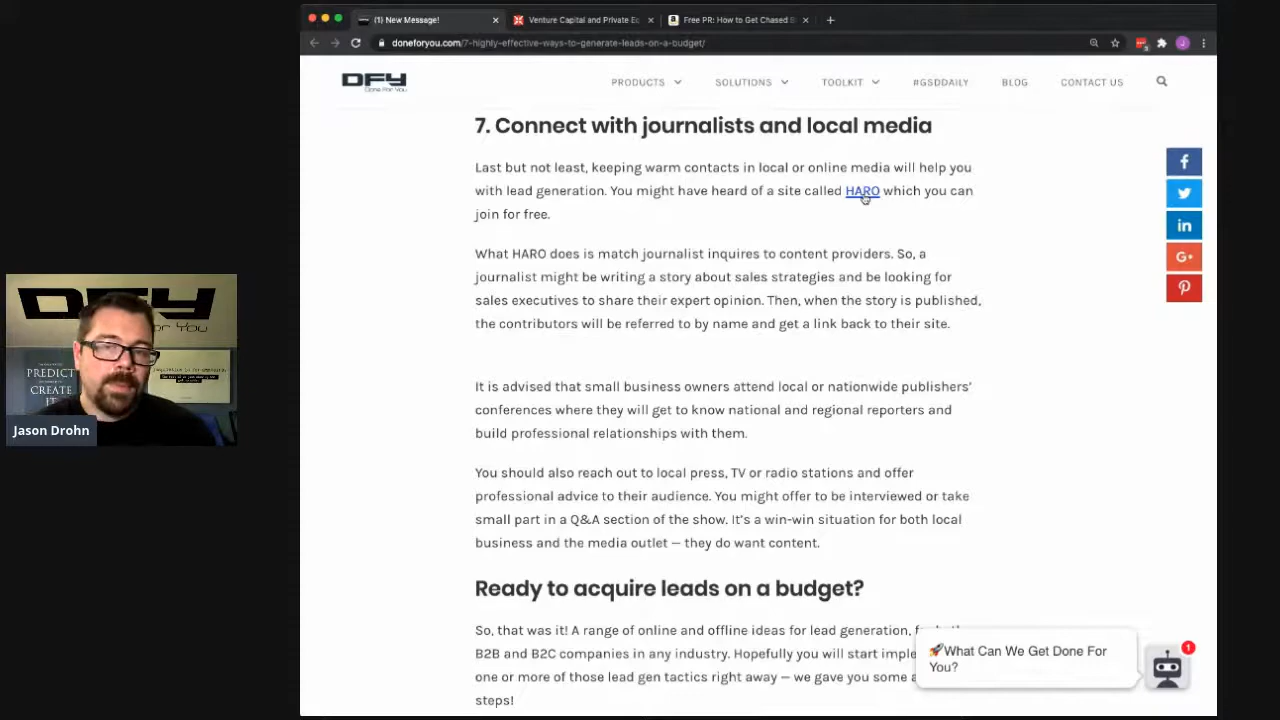 (1) New Message!
Venture Capital and Private Eq
Free PR: How to Get Chased B
doneforyou.com/7-highly-effective-ways-to-generate-leads-on-a-budget/
J
DFY
Done For You
PRODUCTS
SOLUTIONS
TOOLKIT
#GSDDAILY
BLOG
CONTACT US
7. Connect with journalists and local media
Last but not least, keeping warm contacts in local or online media will help you
with lead generation. You might have heard of a site called HARO which you can
join for free.
What HARO does is match journalist inquires to content providers. So, a
journalist might be writing a story about sales strategies and be looking for
sales executives to share their expert opinion. Then, when the story is published,
the contributors will be referred to by name and get a link back to their site.
It is advised that small business owners attend local or nationwide publishers'
conferences where they will get to know national and regional reporters and
build professional relationships with them.
You should also reach out to local press, TV or radio stations and offer
professional advice to their audience. You might offer to be interviewed or take
small part in a Q&A section of the show. It's a win-win situation for both local
business and the media outlet — they do want content.
Ready to acquire leads on a budget?
So, that was it! A range of online and offline ideas for lead generation,
B2B and B2C companies in any industry. Hopefully you will start
one or more of those lead gen tactics right away — we gave you some
steps!
f
in
G+
🚀What Can We Get Done For
You?
1
DFY
or You
PREDICT
CREATE
IT
Jason Drohn